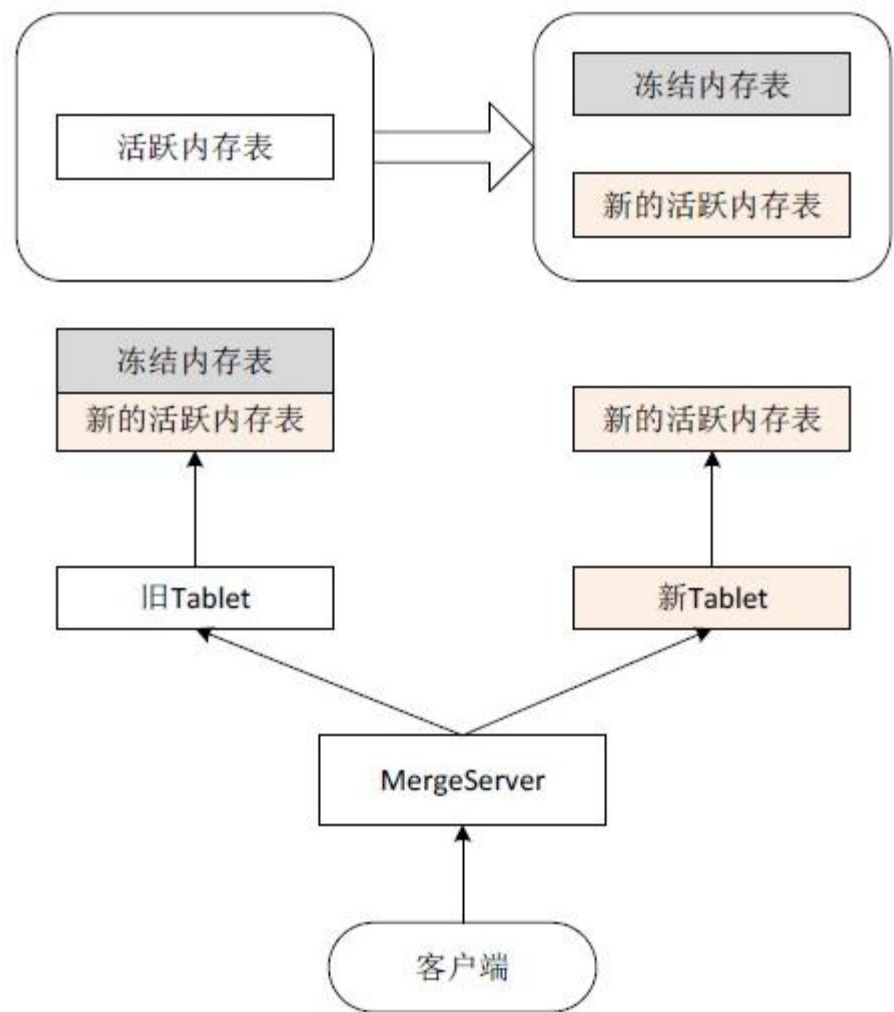 活跃内存表
冻结内存表
新的活跃内存表
冻结内存表
新的活跃内存表
新的活跃内存表
旧Tablet
新Tablet
MergeServer
客户端